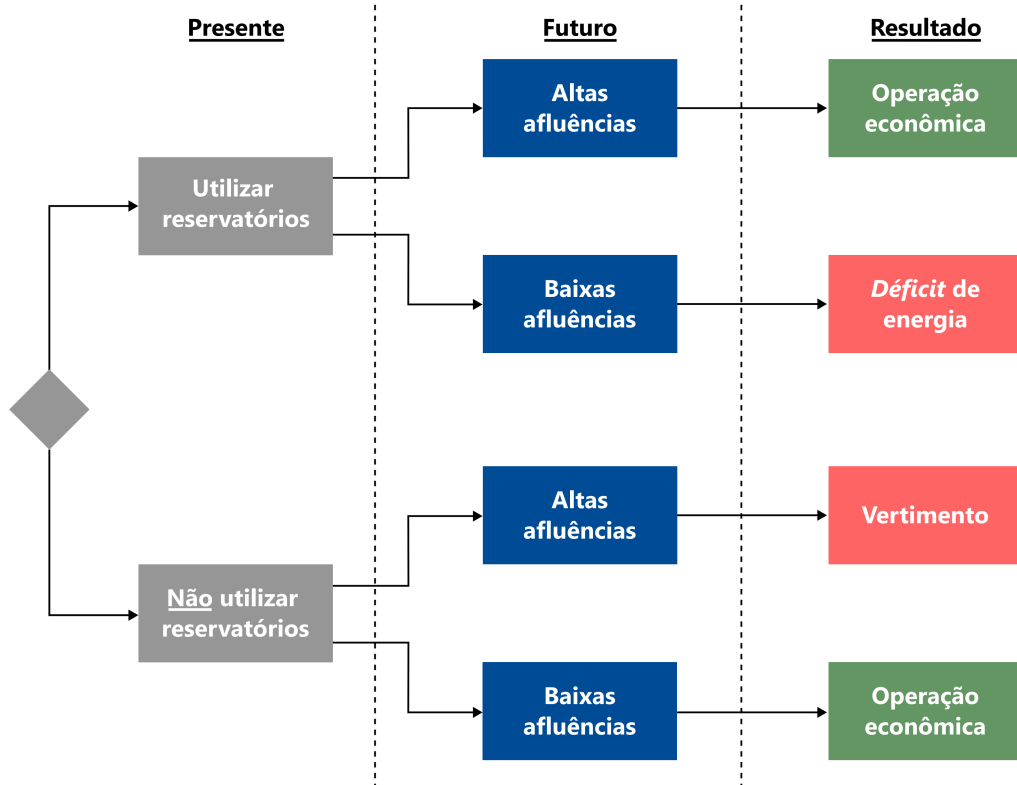 Presente
Futuro
Resultado
Utilizar
reservatórios
Altas
afluências
Operação
econômica
Baixas
afluências
Déficit de
energia
Não utilizar
reservatórios
Altas
afluências
Vertimento
Baixas
afluências
Operação
econômica